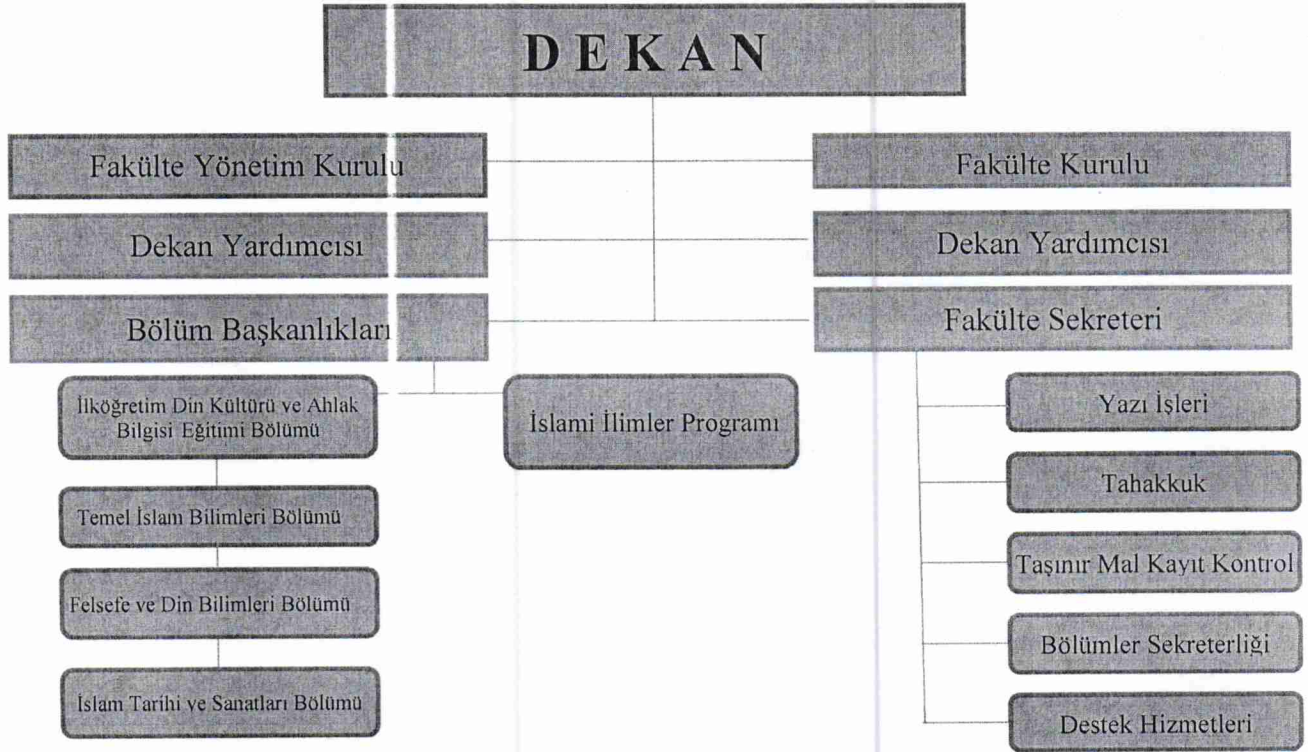 DEKAN
Fakülte Yönetim Kurulu
Fakülte Kurulu
Dekan Yardımcısı
Dekan Yardımcısı
Bölüm Başkanlıkları
Fakülte Sekreteri
İlköğretim Din Kültürü ve Ahlak
Bilgisi Eğitimi Bölümü
İslami İlimler Programı
Temel İslam Bilimleri Bölümü
Felsefe ve Din Bilimleri Bölümü
İslam Tarihi ve Sanatları Bölümü
Yazı İşleri
Tahakkuk
Taşınır Mal Kayıt Kontrol
Bölümler Sekreterliği
Destek Hizmetleri